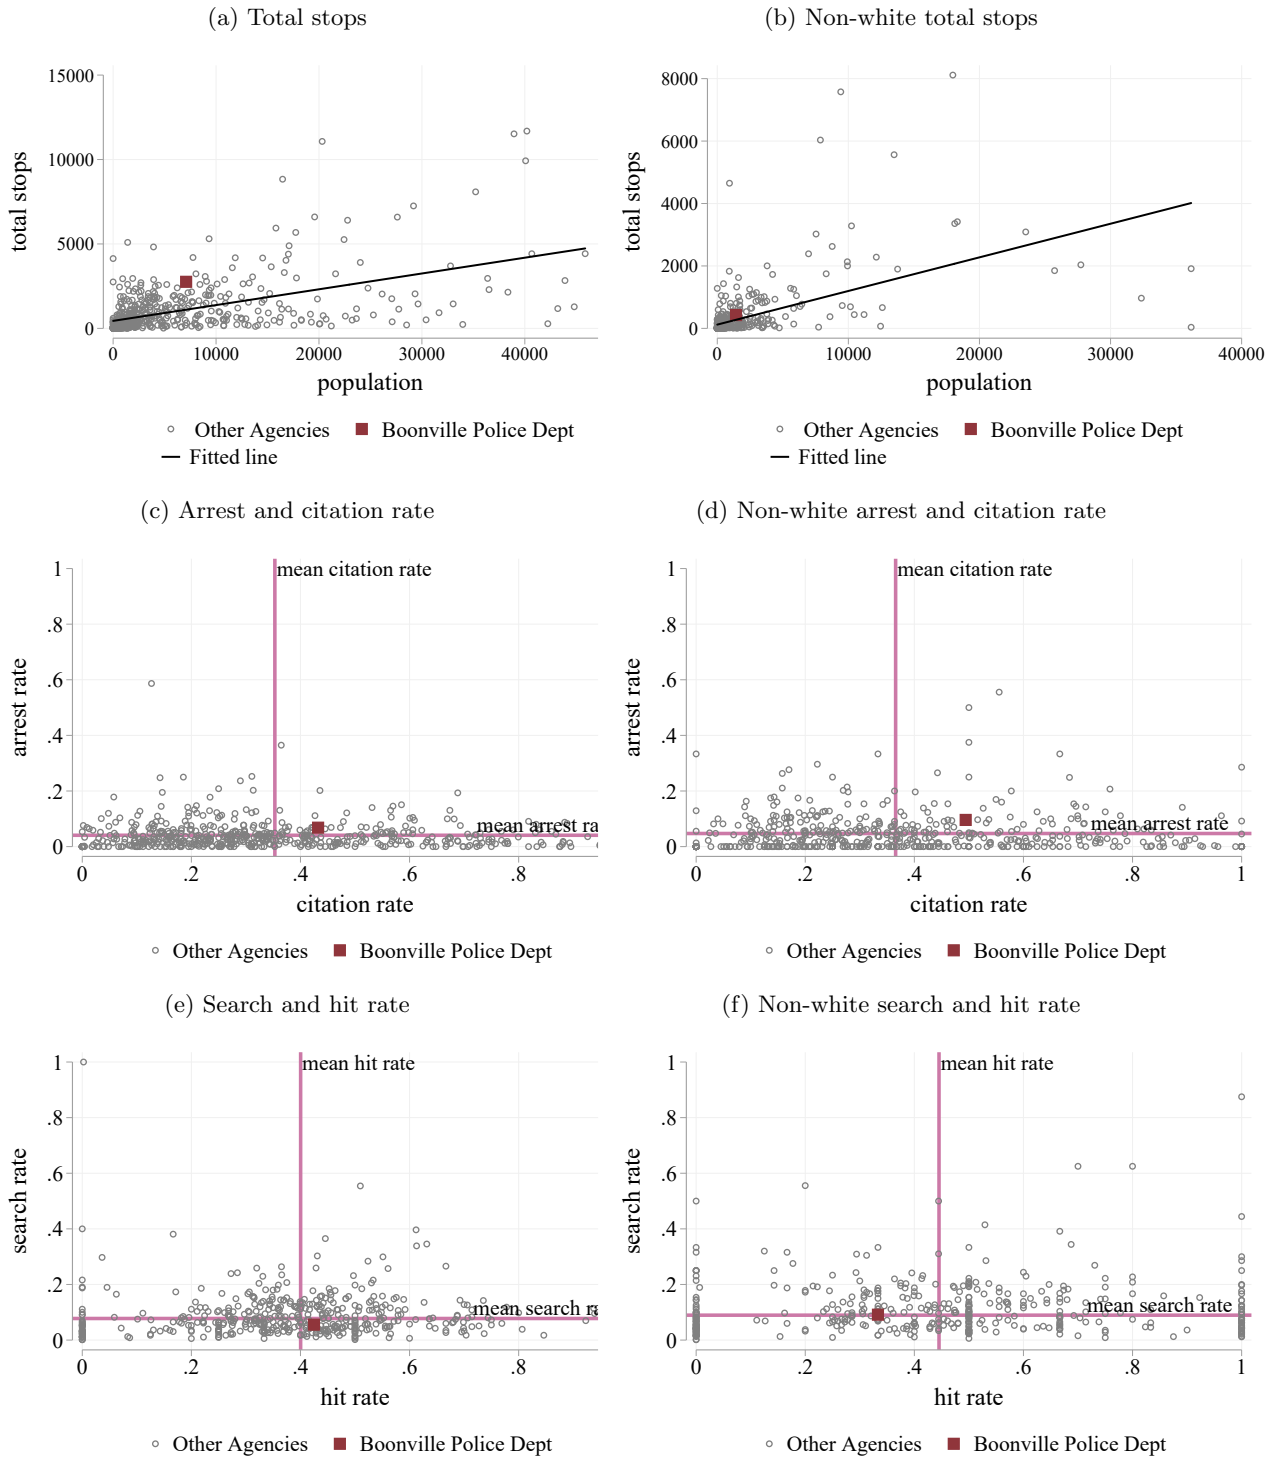 (a) Total stops
(b) Non-white total stops
15000
10000
5000
0
total stops
0 10000 20000 30000 40000
population
8000
6000
4000
2000
0
total stops
0 10000 20000 30000 40000
population
Other Agencies Boonville Police Dept
Fitted line
Other Agencies Boonville Police Dept
Fitted line
(c) Arrest and citation rate
(d) Non-white arrest and citation rate
1
.8
.6
.4
.2
0
arrest rate
mean citation rate
mean arrest ra
0 .2 .4 .6 .8
citation rate
1
.8
.6
.4
.2
0
arrest rate
mean citation rate
mean arrest rate
0 .2 .4 .6 .8 1
citation rate
Other Agencies Boonville Police Dept
Other Agencies Boonville Police Dept
(e) Search and hit rate
(f) Non-white search and hit rate
1
.8
.6
.4
.2
0
search rate
mean hit rate
mean search ra
0 .2 .4 .6 .8
hit rate
1
.8
.6
.4
.2
0
search rate
mean hit rate
mean search rate
0 .2 .4 .6 .8 1
hit rate
Other Agencies Boonville Police Dept
Other Agencies Boonville Police Dept